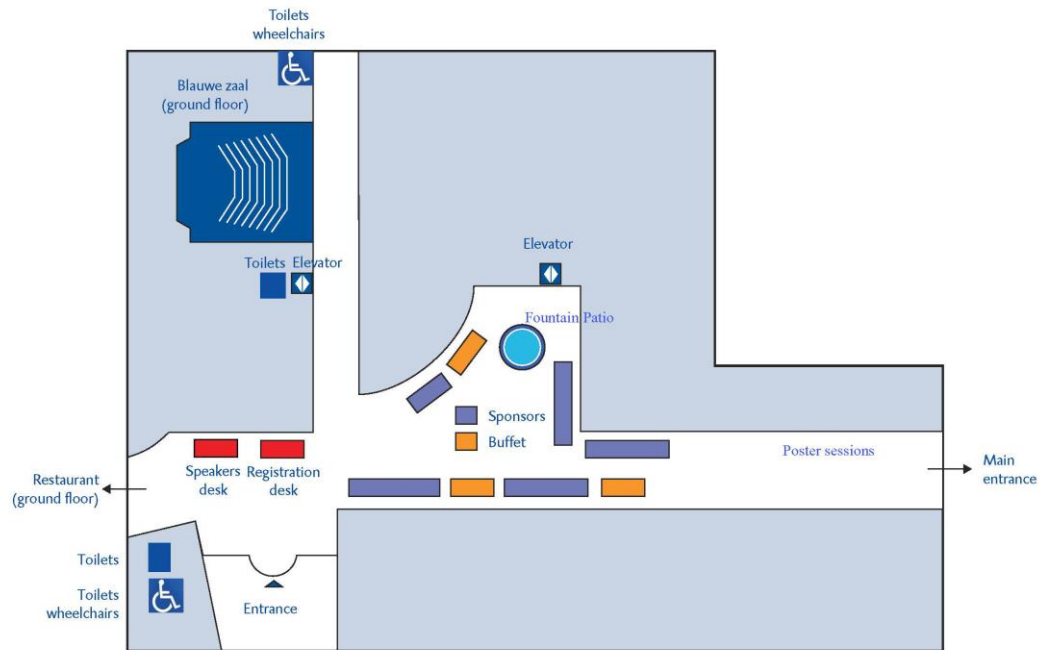 Toilets
wheelchairs
Blauwe zaal
(ground floor)
Toilets
Elevator
Elevator
Fountain Patio
Sponsors
Buffet
Speakers
desk
Registration
desk
Poster sessions
Main
entrance
Restaurant
(ground floor)
Toilets
Toilets
wheelchairs
Entrance